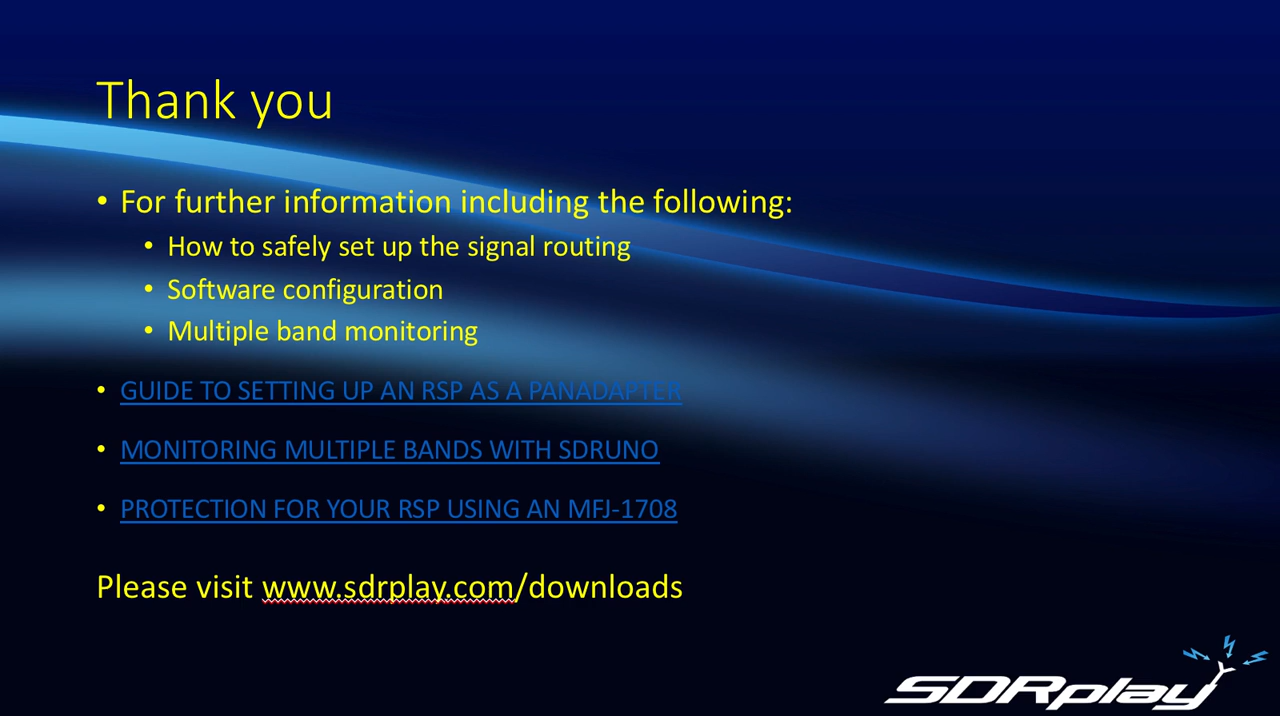 Thank you
• For further information including the following:
• How to safely set up the signal routing
• Software configuration
• Multiple band monitoring
• GUIDE TO SETTING UP AN RSP AS A PANADAPTER
• MONITORING MULTIPLE BANDS WITH SDRUNO
• PROTECTION FOR YOUR RSP USING AN MFJ-1708
Please visit www.sdrplay.com/downloads
SDRplay